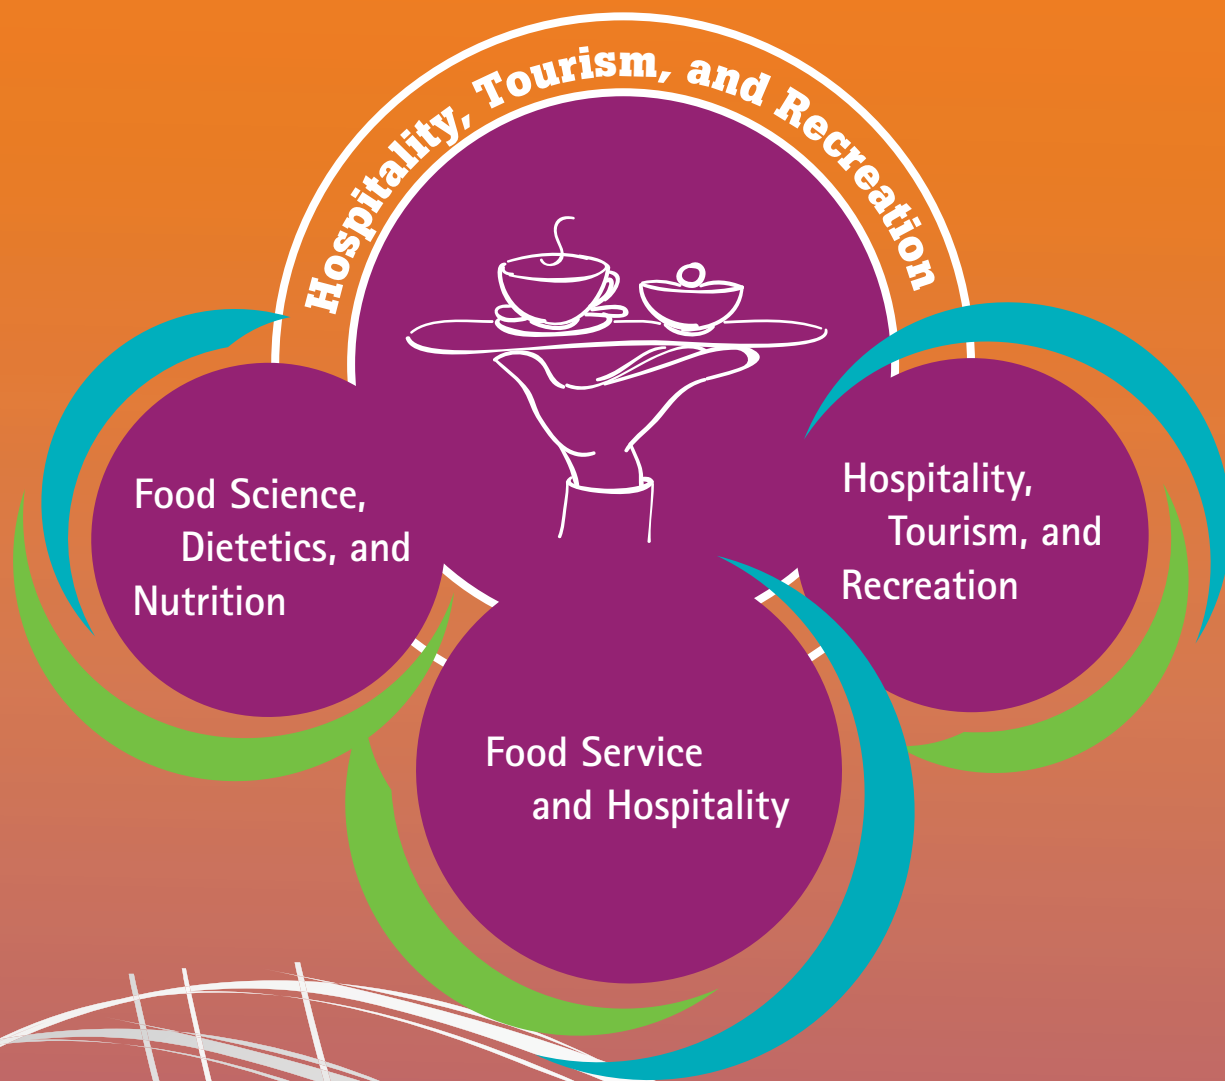 Hospitality, Tourism, and Recreation
Food Science,
Dietetics, and
Nutrition
Hospitality,
Tourism, and
Recreation
Food Service
and Hospitality